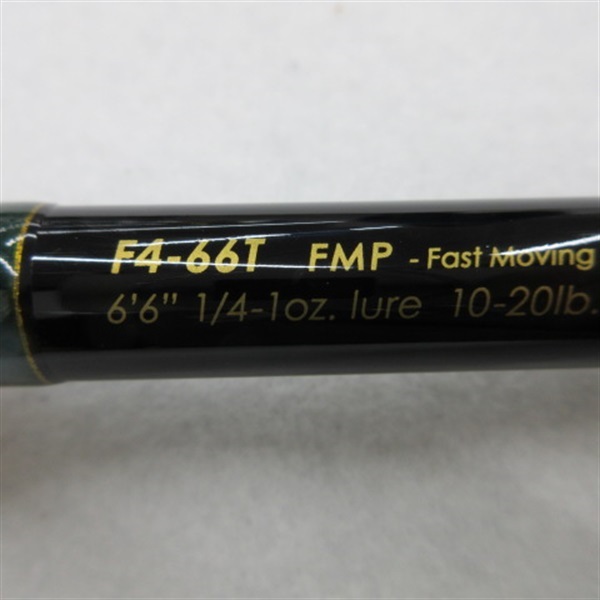 F4-66T FMP - Fast Moving
6'6" 1/4-1oz. lure 10-20lb.